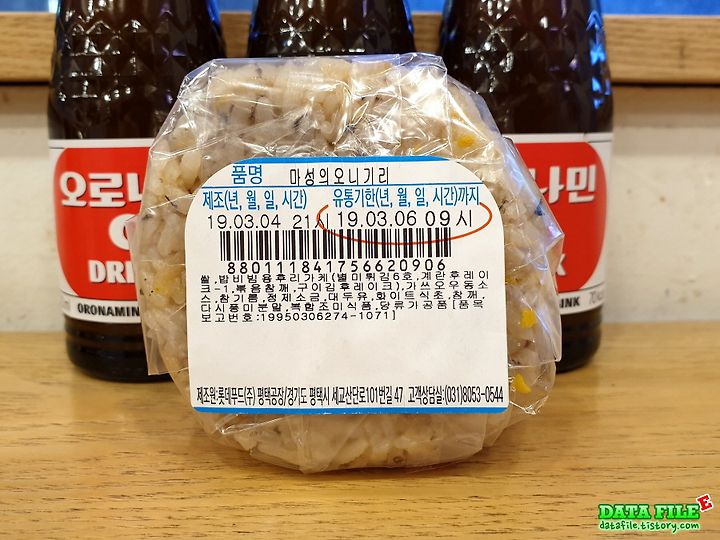 오로나
C
DRI
ORONAMIN
나민
INK
품명 마성의오니기리
제조(년, 월, 일, 시간) 유통기한(년, 월, 일, 시간)까지
19.03.04 21시 19.03.06 09시
8801118417566 20906
쌀,밥비빔용후리가케(별미튀김6호,계란후레이
크-1,볶음참깨,구이김후레이크),가쓰오우동소
스,참기름,정제소금,대두유,화이트식초,참깨,
다시풍미분말,복합조미식품,당류가공품[품목
보고번호:19950306274-1071]
제조원:롯데푸드(주) 평택공장/경기도 평택시 세교산단로101번길 47 고객상담실:(031)8053-0544
DATA FILE
datafile.tistory.com